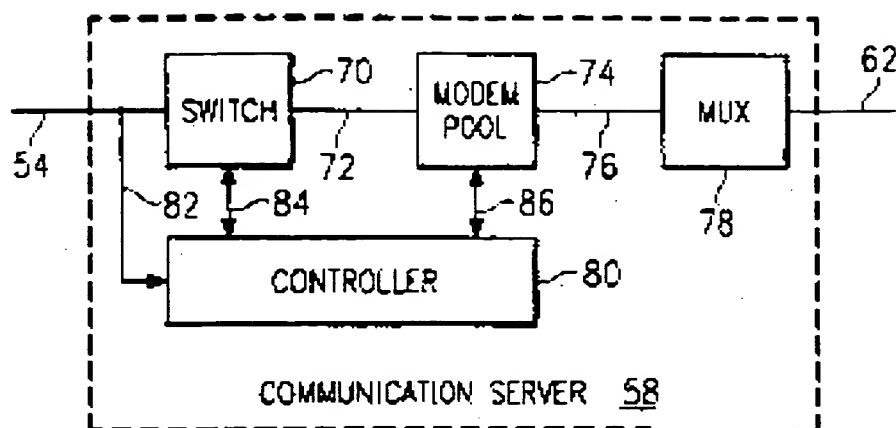 70
74
62
SWITCH
MODEM
POOL
MUX
54
72
76
82
84
86
78
CONTROLLER
80
COMMUNICATION SERVER 58